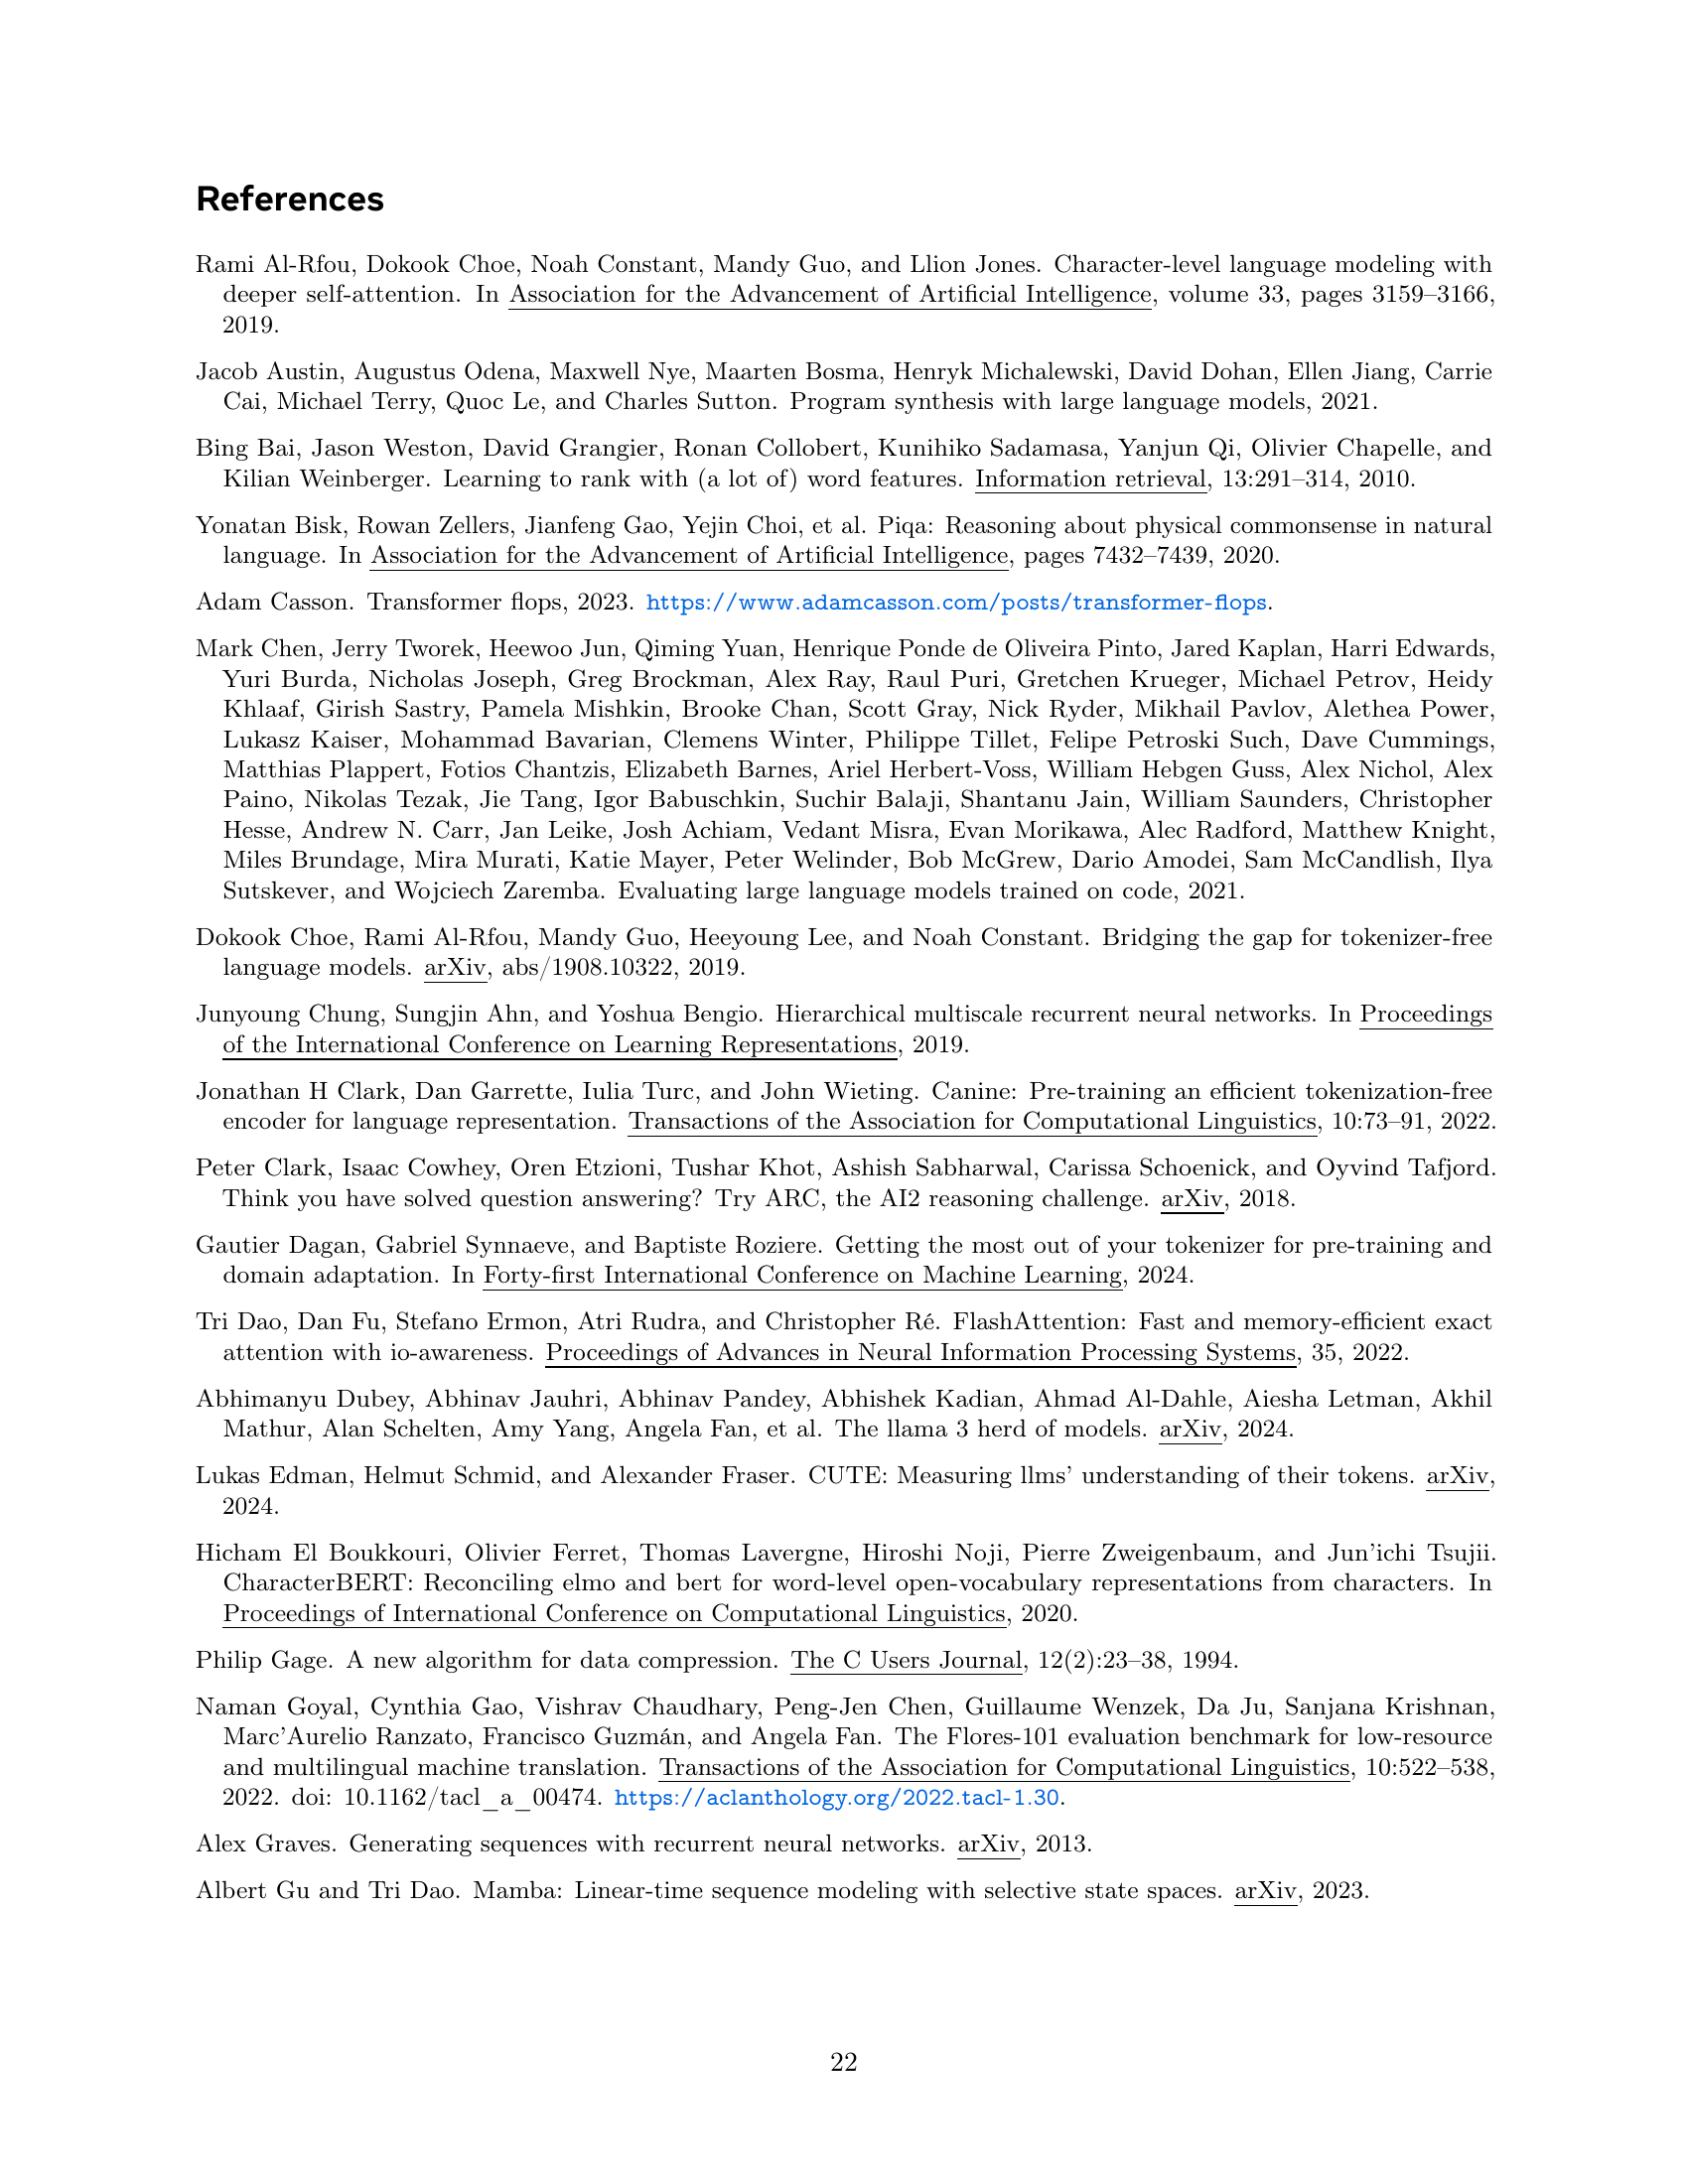 References
Rami Al-Rfou, Dokook Choe, Noah Constant, Mandy Guo, and Llion Jones. Character-level language modeling with
deeper self-attention. In Association for the Advancement of Artificial Intelligence, volume 33, pages 3159–3166,
2019.
Jacob Austin, Augustus Odena, Maxwell Nye, Maarten Bosma, Henryk Michalewski, David Dohan, Ellen Jiang, Carrie
Cai, Michael Terry, Quoc Le, and Charles Sutton. Program synthesis with large language models, 2021.
Bing Bai, Jason Weston, David Grangier, Ronan Collobert, Kunihiko Sadamasa, Yanjun Qi, Olivier Chapelle, and
Kilian Weinberger. Learning to rank with (a lot of) word features. Information retrieval, 13:291–314, 2010.
Yonatan Bisk, Rowan Zellers, Jianfeng Gao, Yejin Choi, et al. Piqa: Reasoning about physical commonsense in natural
language. In Association for the Advancement of Artificial Intelligence, pages 7432–7439, 2020.
Adam Casson. Transformer flops, 2023. https://www.adamcasson.com/posts/transformer-flops.
Mark Chen, Jerry Tworek, Heewoo Jun, Qiming Yuan, Henrique Ponde de Oliveira Pinto, Jared Kaplan, Harri Edwards,
Yuri Burda, Nicholas Joseph, Greg Brockman, Alex Ray, Raul Puri, Gretchen Krueger, Michael Petrov, Heidy
Khlaaf, Girish Sastry, Pamela Mishkin, Brooke Chan, Scott Gray, Nick Ryder, Mikhail Pavlov, Alethea Power,
Lukasz Kaiser, Mohammad Bavarian, Clemens Winter, Philippe Tillet, Felipe Petroski Such, Dave Cummings,
Matthias Plappert, Fotios Chantzis, Elizabeth Barnes, Ariel Herbert-Voss, William Hebgen Guss, Alex Nichol, Alex
Paino, Nikolas Tezak, Jie Tang, Igor Babuschkin, Suchir Balaji, Shantanu Jain, William Saunders, Christopher
Hesse, Andrew N. Carr, Jan Leike, Josh Achiam, Vedant Misra, Evan Morikawa, Alec Radford, Matthew Knight,
Miles Brundage, Mira Murati, Katie Mayer, Peter Welinder, Bob McGrew, Dario Amodei, Sam McCandlish, Ilya
Sutskever, and Wojciech Zaremba. Evaluating large language models trained on code, 2021.
Dokook Choe, Rami Al-Rfou, Mandy Guo, Heeyoung Lee, and Noah Constant. Bridging the gap for tokenizer-free
language models. arXiv, abs/1908.10322, 2019.
Junyoung Chung, Sungjin Ahn, and Yoshua Bengio. Hierarchical multiscale recurrent neural networks. In Proceedings
of the International Conference on Learning Representations, 2019.
Jonathan H Clark, Dan Garrette, Iulia Turc, and John Wieting. Canine: Pre-training an efficient tokenization-free
encoder for language representation. Transactions of the Association for Computational Linguistics, 10:73–91, 2022.
Peter Clark, Isaac Cowhey, Oren Etzioni, Tushar Khot, Ashish Sabharwal, Carissa Schoenick, and Oyvind Tafjord.
Think you have solved question answering? Try ARC, the AI2 reasoning challenge. arXiv, 2018.
Gautier Dagan, Gabriel Synnaeve, and Baptiste Roziere. Getting the most out of your tokenizer for pre-training and
domain adaptation. In Forty-first International Conference on Machine Learning, 2024.
Tri Dao, Dan Fu, Stefano Ermon, Atri Rudra, and Christopher Ré. FlashAttention: Fast and memory-efficient exact
attention with io-awareness. Proceedings of Advances in Neural Information Processing Systems, 35, 2022.
Abhimanyu Dubey, Abhinav Jauhri, Abhinav Pandey, Abhishek Kadian, Ahmad Al-Dahle, Aiesha Letman, Akhil
Mathur, Alan Schelten, Amy Yang, Angela Fan, et al. The llama 3 herd of models. arXiv, 2024.
Lukas Edman, Helmut Schmid, and Alexander Fraser. CUTE: Measuring llms' understanding of their tokens. arXiv,
2024.
Hicham El Boukkouri, Olivier Ferret, Thomas Lavergne, Hiroshi Noji, Pierre Zweigenbaum, and Jun'ichi Tsujii.
CharacterBERT: Reconciling elmo and bert for word-level open-vocabulary representations from characters. In
Proceedings of International Conference on Computational Linguistics, 2020.
Philip Gage. A new algorithm for data compression. The C Users Journal, 12(2):23–38, 1994.
Naman Goyal, Cynthia Gao, Vishrav Chaudhary, Peng-Jen Chen, Guillaume Wenzek, Da Ju, Sanjana Krishnan,
Marc'Aurelio Ranzato, Francisco Guzmán, and Angela Fan. The Flores-101 evaluation benchmark for low-resource
and multilingual machine translation. Transactions of the Association for Computational Linguistics, 10:522–538,
2022. doi: 10.1162/tacl_a_00474. https://aclanthology.org/2022.tacl-1.30.
Alex Graves. Generating sequences with recurrent neural networks. arXiv, 2013.
Albert Gu and Tri Dao. Mamba: Linear-time sequence modeling with selective state spaces. arXiv, 2023.
22